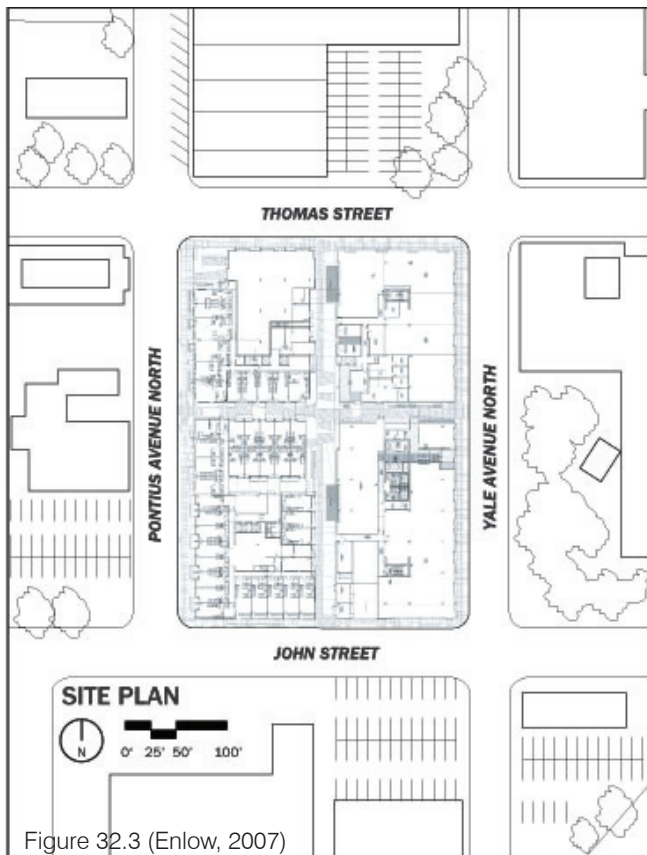 THOMAS STREET
PONTIUS AVENUE NORTH
YALE AVENUE NORTH
JOHN STREET
SITE PLAN
N
0' 25' 50' 100'
Figure 32.3 (Enlow, 2007)